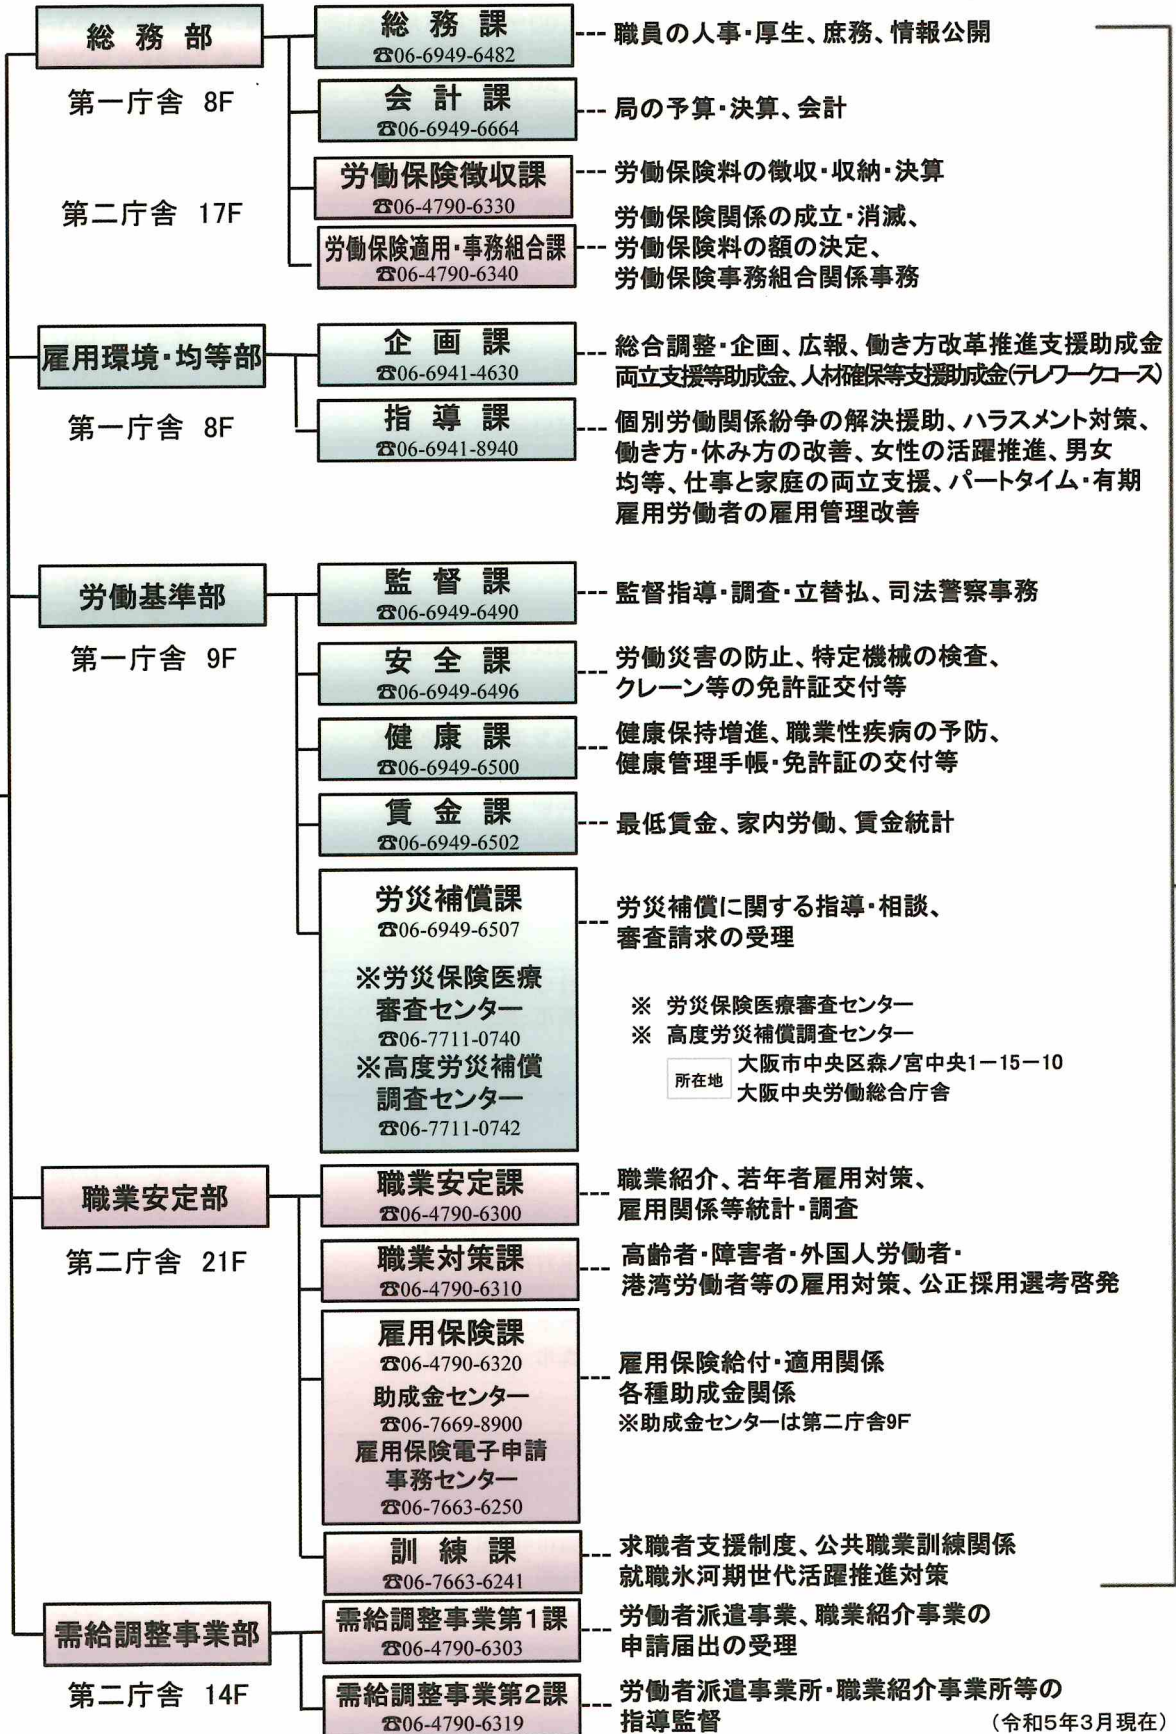 総務部
第一庁舎 8F
第二庁舎 17F
総務課
☎06-6949-6482
職員の人事・厚生、庶務、情報公開
会計課
☎06-6949-6664
局の予算・決算、会計
労働保険徴収課
☎06-4790-6330
労働保険料の徴収・収納・決算
労働保険適用・事務組合課
☎06-4790-6340
労働保険関係の成立・消滅、
労働保険料の額の決定、
労働保険事務組合関係事務
雇用環境・均等部
第一庁舎 8F
企画課
☎06-6941-4630
総合調整・企画、広報、働き方改革推進支援助成金
両立支援等助成金、人材確保等支援助成金(テレワークコース)
指導課
☎06-6941-8940
個別労働関係紛争の解決援助、ハラスメント対策、
働き方・休み方の改善、女性の活躍推進、男女
均等、仕事と家庭の両立支援、パートタイム・有期
雇用労働者の雇用管理改善
労働基準部
第一庁舎 9F
監督課
☎06-6949-6490
監督指導・調査・立替払、司法警察事務
安全課
☎06-6949-6496
労働災害の防止、特定機械の検査、
クレーン等の免許証交付等
健康課
☎06-6949-6500
健康保持増進、職業性疾病の予防、
健康管理手帳・免許証の交付等
賃金課
☎06-6949-6502
最低賃金、家内労働、賃金統計
労災補償課
☎06-6949-6507
※労災保険医療
審査センター
☎06-7711-0740
※高度労災補償
調査センター
☎06-7711-0742
労災補償に関する指導・相談、
審査請求の受理
※ 労災保険医療審査センター
※ 高度労災補償調査センター
所在地
大阪市中央区森ノ宮中央1-15-10
大阪中央労働総合庁舎
職業安定部
第二庁舎 21F
職業安定課
☎06-4790-6300
職業紹介、若年者雇用対策、
雇用関係等統計・調査
職業対策課
☎06-4790-6310
高齢者・障害者・外国人労働者・
港湾労働者等の雇用対策、公正採用選考啓発
雇用保険課
☎06-4790-6320
助成金センター
☎06-7669-8900
雇用保険電子申請
事務センター
☎06-7663-6250
雇用保険給付・適用関係
各種助成金関係
※助成金センターは第二庁舎9F
訓練課
☎06-7663-6241
求職者支援制度、公共職業訓練関係
就職氷河期世代活躍推進対策
需給調整事業部
第二庁舎 14F
需給調整事業第1課
☎06-4790-6303
労働者派遣事業、職業紹介事業の
申請届出の受理
需給調整事業第2課
☎06-4790-6319
労働者派遣事業所・職業紹介事業所等の
指導監督
(令和5年3月現在)